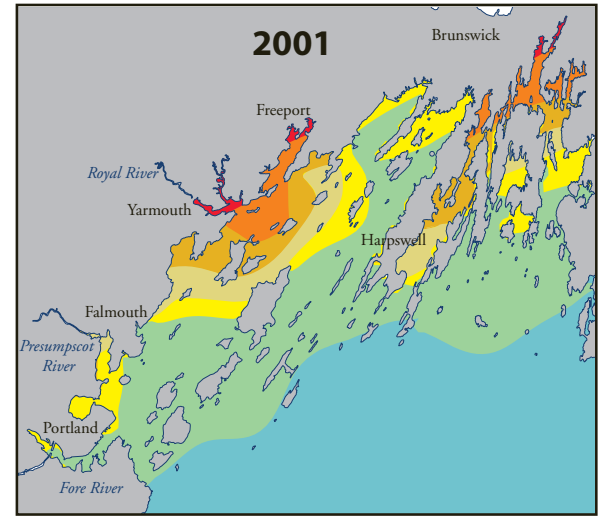 2001
Brunswick
Freeport
Royal River
Yarmouth
Harpswell
Falmouth
Presumpscot
River
Portland
Fore River